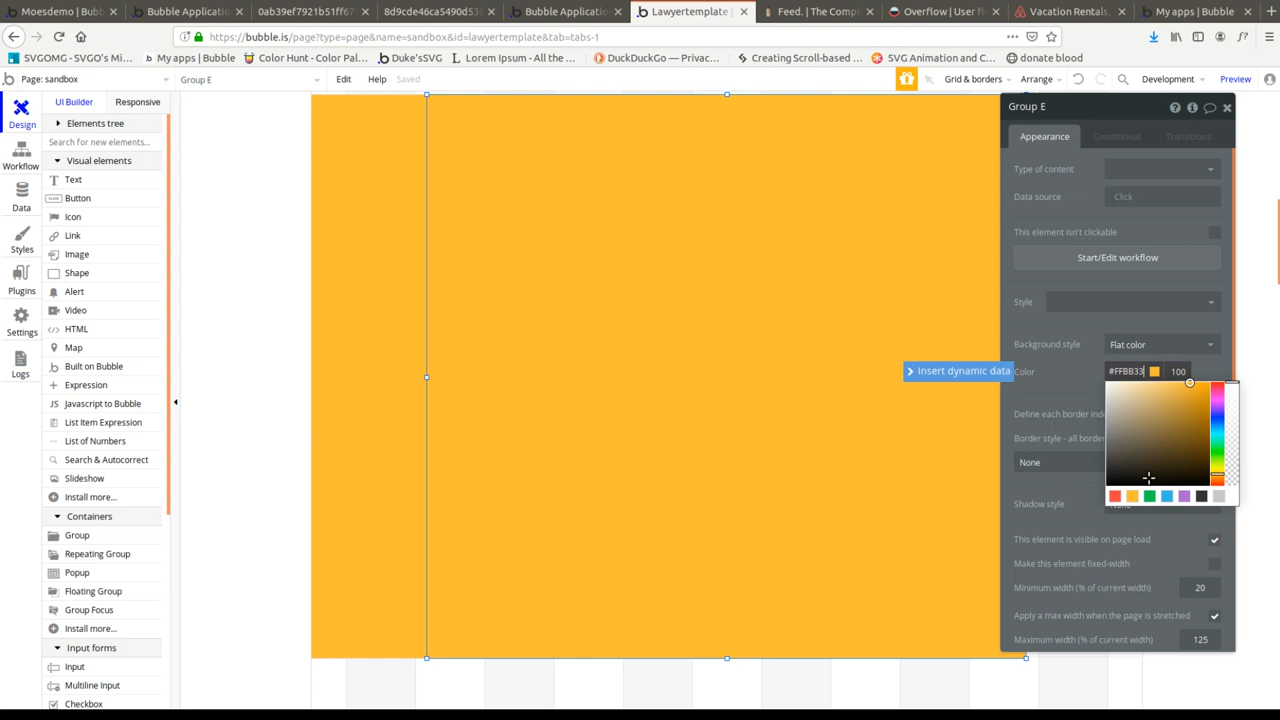 Moesdemo | Bubble
Bubble Application
0ab39ef7921b51ff67
8d9cde46ca5490d53
Bubble Application
Lawyertemplate |
Feed. | The Comple
Overflow | User fl
Vacation Rentals,
My apps | Bubble
https://bubble.is/page?type=page&name=sandbox&id=lawyertemplate&tab=tabs-1
SVGOMG - SVGO's Mi…
My apps | Bubble
Color Hunt - Color Pal…
Duke'sSVG
Lorem Ipsum - All the …
DuckDuckGo — Privac…
Creating Scroll-based …
SVG Animation and C…
donate blood
Page: sandbox
Group E
Edit
Help
Saved
Grid & borders
Arrange
Development
Preview
Design
Workflow
Data
Styles
Plugins
Settings
Logs
UI Builder
Responsive
Elements tree
Search for new elements...
Visual elements
Text
Button
Icon
Link
Image
Shape
Alert
Video
HTML
Map
Built on Bubble
Expression
Javascript to Bubble
List Item Expression
List of Numbers
Search & Autocorrect
Slideshow
Install more...
Containers
Group
Repeating Group
Popup
Floating Group
Group Focus
Install more...
Input forms
Input
Multiline Input
Checkbox
Group E
Appearance
Conditional
Transitions
Type of content
Data source
Click
This element isn't clickable
Start/Edit workflow
Style
Background style
Flat color
Insert dynamic data
Color
#FFBB33
100
Define each border ind
Border style - all border
None
Shadow style
This element is visible on page load
Make this element fixed-width
Minimum width (% of current width)
20
Apply a max width when the page is stretched
Maximum width (% of current width)
125